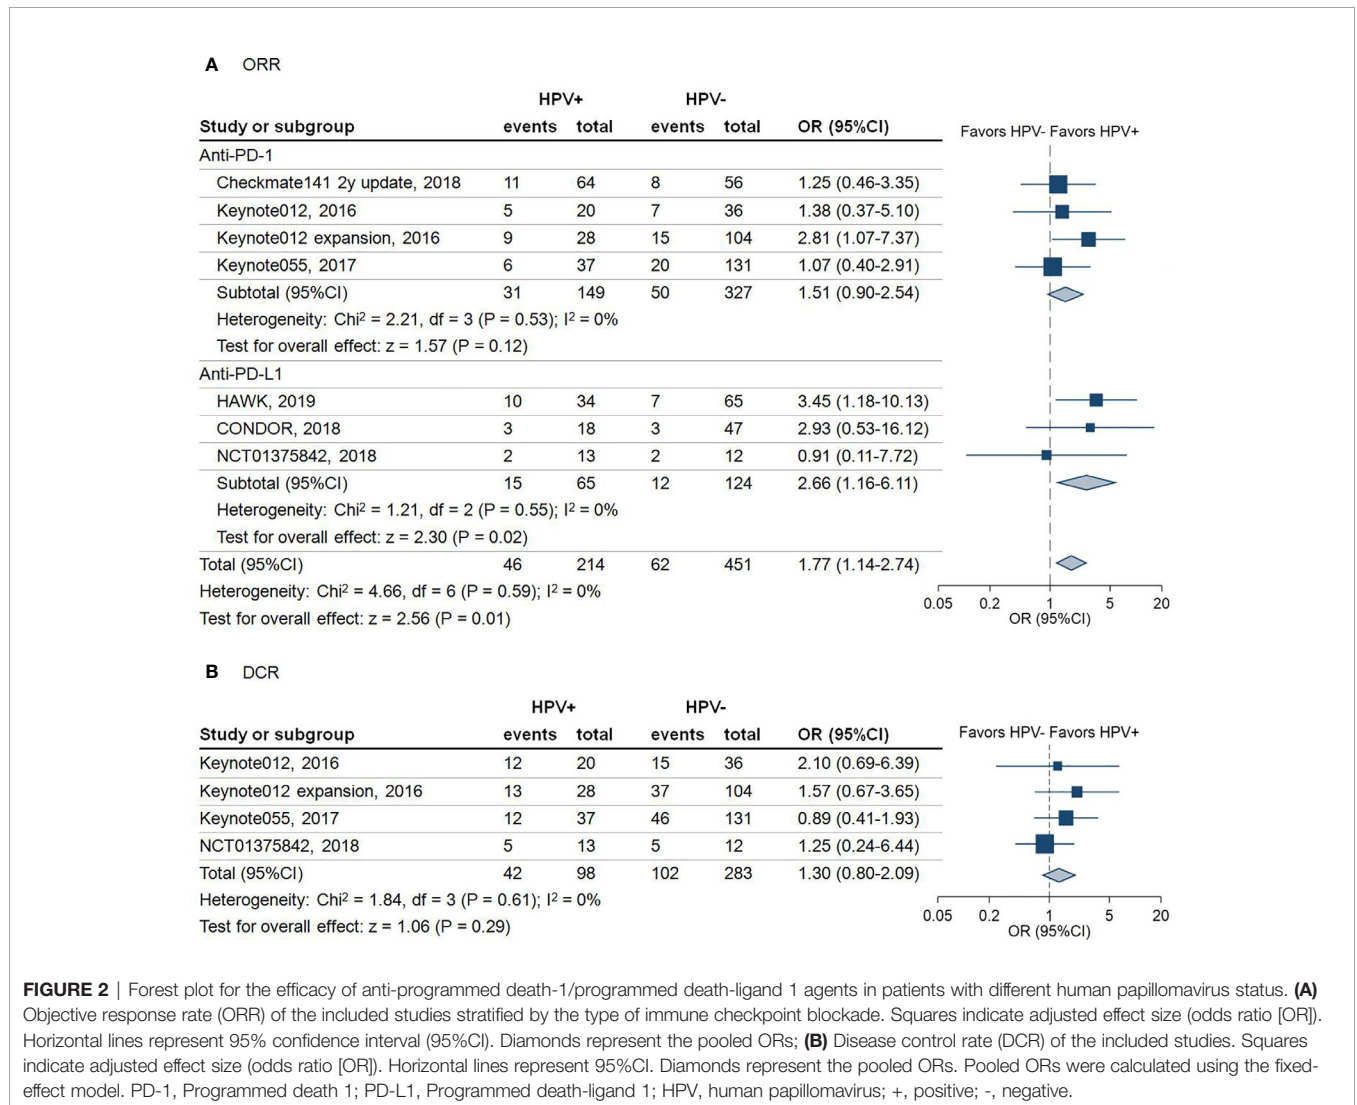 A ORR
HPV+ HPV-
Study or subgroup events total events total OR (95%CI) Favors HPV- Favors HPV+
Anti-PD-1
Checkmate141 2y update, 2018 11 64 8 56 1.25 (0.46-3.35)
Keynote012, 2016 5 20 7 36 1.38 (0.37-5.10)
Keynote012 expansion, 2016 9 28 15 104 2.81 (1.07-7.37)
Keynote055, 2017 6 37 20 131 1.07 (0.40-2.91)
Subtotal (95%CI) 31 149 50 327 1.51 (0.90-2.54)
Heterogeneity: Chi² = 2.21, df = 3 (P = 0.53); I² = 0%
Test for overall effect: z = 1.57 (P = 0.12)
Anti-PD-L1
HAWK, 2019 10 34 7 65 3.45 (1.18-10.13)
CONDOR, 2018 3 18 3 47 2.93 (0.53-16.12)
NCT01375842, 2018 2 13 2 12 0.91 (0.11-7.72)
Subtotal (95%CI) 15 65 12 124 2.66 (1.16-6.11)
Heterogeneity: Chi² = 1.21, df = 2 (P = 0.55); I² = 0%
Test for overall effect: z = 2.30 (P = 0.02)
Total (95%CI) 46 214 62 451 1.77 (1.14-2.74)
Heterogeneity: Chi² = 4.66, df = 6 (P = 0.59); I² = 0%
0.05 0.2 1 5 20
Test for overall effect: z = 2.56 (P = 0.01)
OR (95%CI)
B DCR
HPV+ HPV-
Study or subgroup events total events total OR (95%CI) Favors HPV- Favors HPV+
Keynote012, 2016 12 20 15 36 2.10 (0.69-6.39)
Keynote012 expansion, 2016 13 28 37 104 1.57 (0.67-3.65)
Keynote055, 2017 12 37 46 131 0.89 (0.41-1.93)
NCT01375842, 2018 5 13 5 12 1.25 (0.24-6.44)
Total (95%CI) 42 98 102 283 1.30 (0.80-2.09)
Heterogeneity: Chi² = 1.84, df = 3 (P = 0.61); I² = 0%
0.05 0.2 1 5 20
Test for overall effect: z = 1.06 (P = 0.29)
OR (95%CI)
FIGURE 2 | Forest plot for the efficacy of anti-programmed death-1/programmed death-ligand 1 agents in patients with different human papillomavirus status. (A)
Objective response rate (ORR) of the included studies stratified by the type of immune checkpoint blockade. Squares indicate adjusted effect size (odds ratio [OR]).
Horizontal lines represent 95% confidence interval (95%CI). Diamonds represent the pooled ORs; (B) Disease control rate (DCR) of the included studies. Squares
indicate adjusted effect size (odds ratio [OR]). Horizontal lines represent 95%CI. Diamonds represent the pooled ORs. Pooled ORs were calculated using the fixed-
effect model. PD-1, Programmed death 1; PD-L1, Programmed death-ligand 1; HPV, human papillomavirus; +, positive; -, negative.